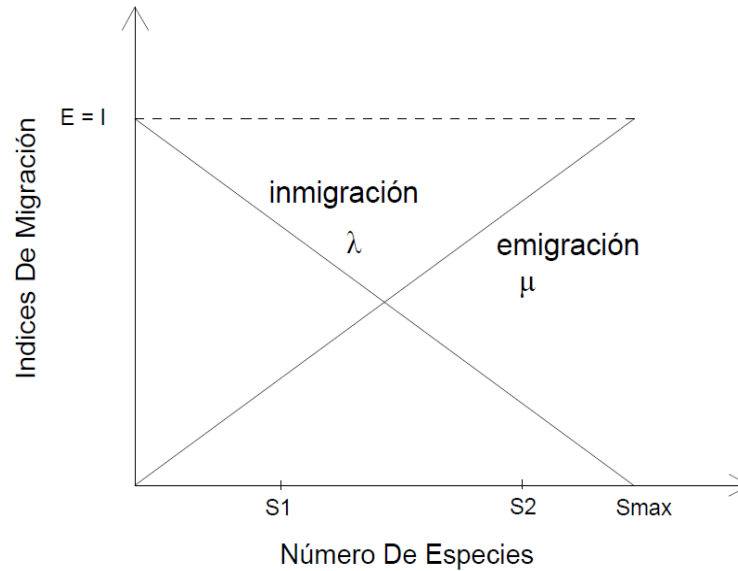 E = I
Indices De Migración
inmigración
λ
emigración
μ
S1
S2
Smax
Número De Especies